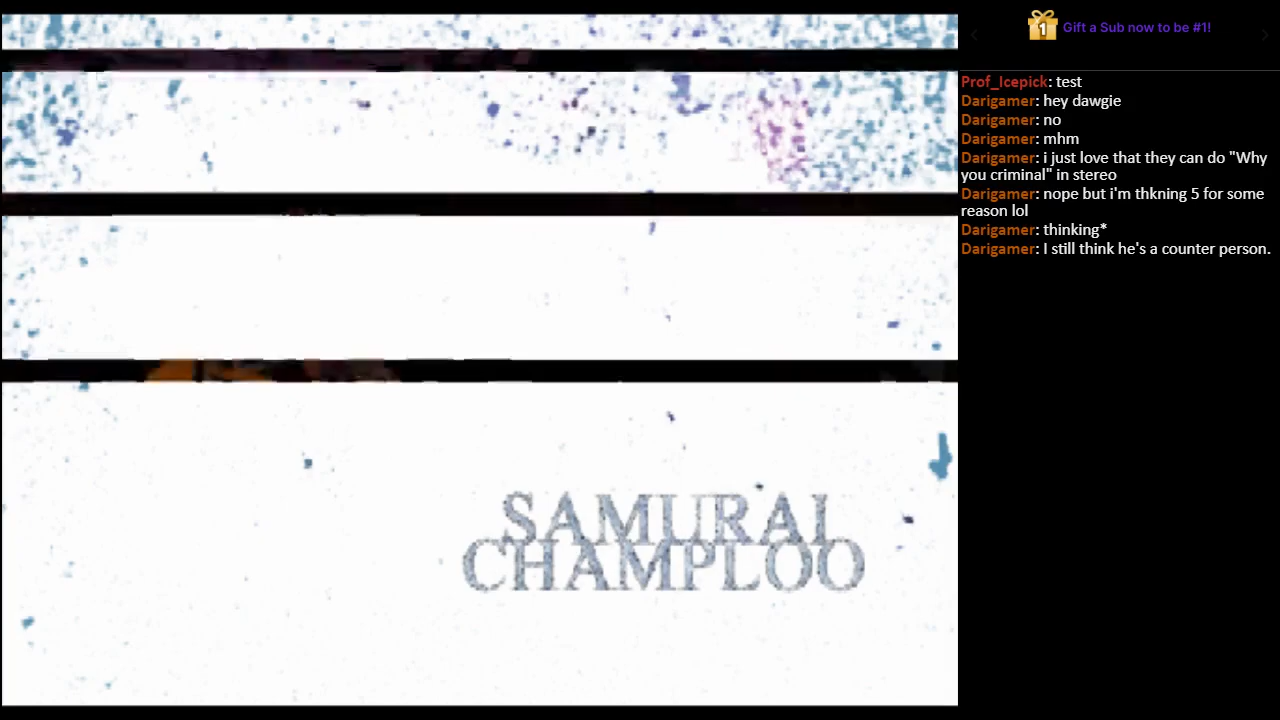 1 Gift a Sub now to be #1!
Prof_Icepick: test
Darigamer: hey dawgie
Darigamer: no
Darigamer: mhm
Darigamer: i just love that they can do "Why
you criminal" in stereo
Darigamer: nope but i'm thkning 5 for some
reason lol
Darigamer: thinking*
Darigamer: I still think he's a counter person.
SAMURAI
CHAMPLOO